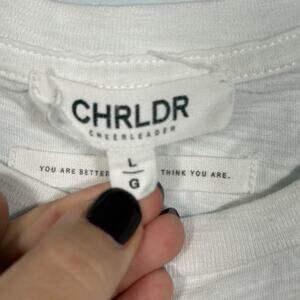 CHRLDR
CHEERLEADER
L
G
YOU ARE BETTER THINK YOU ARE.